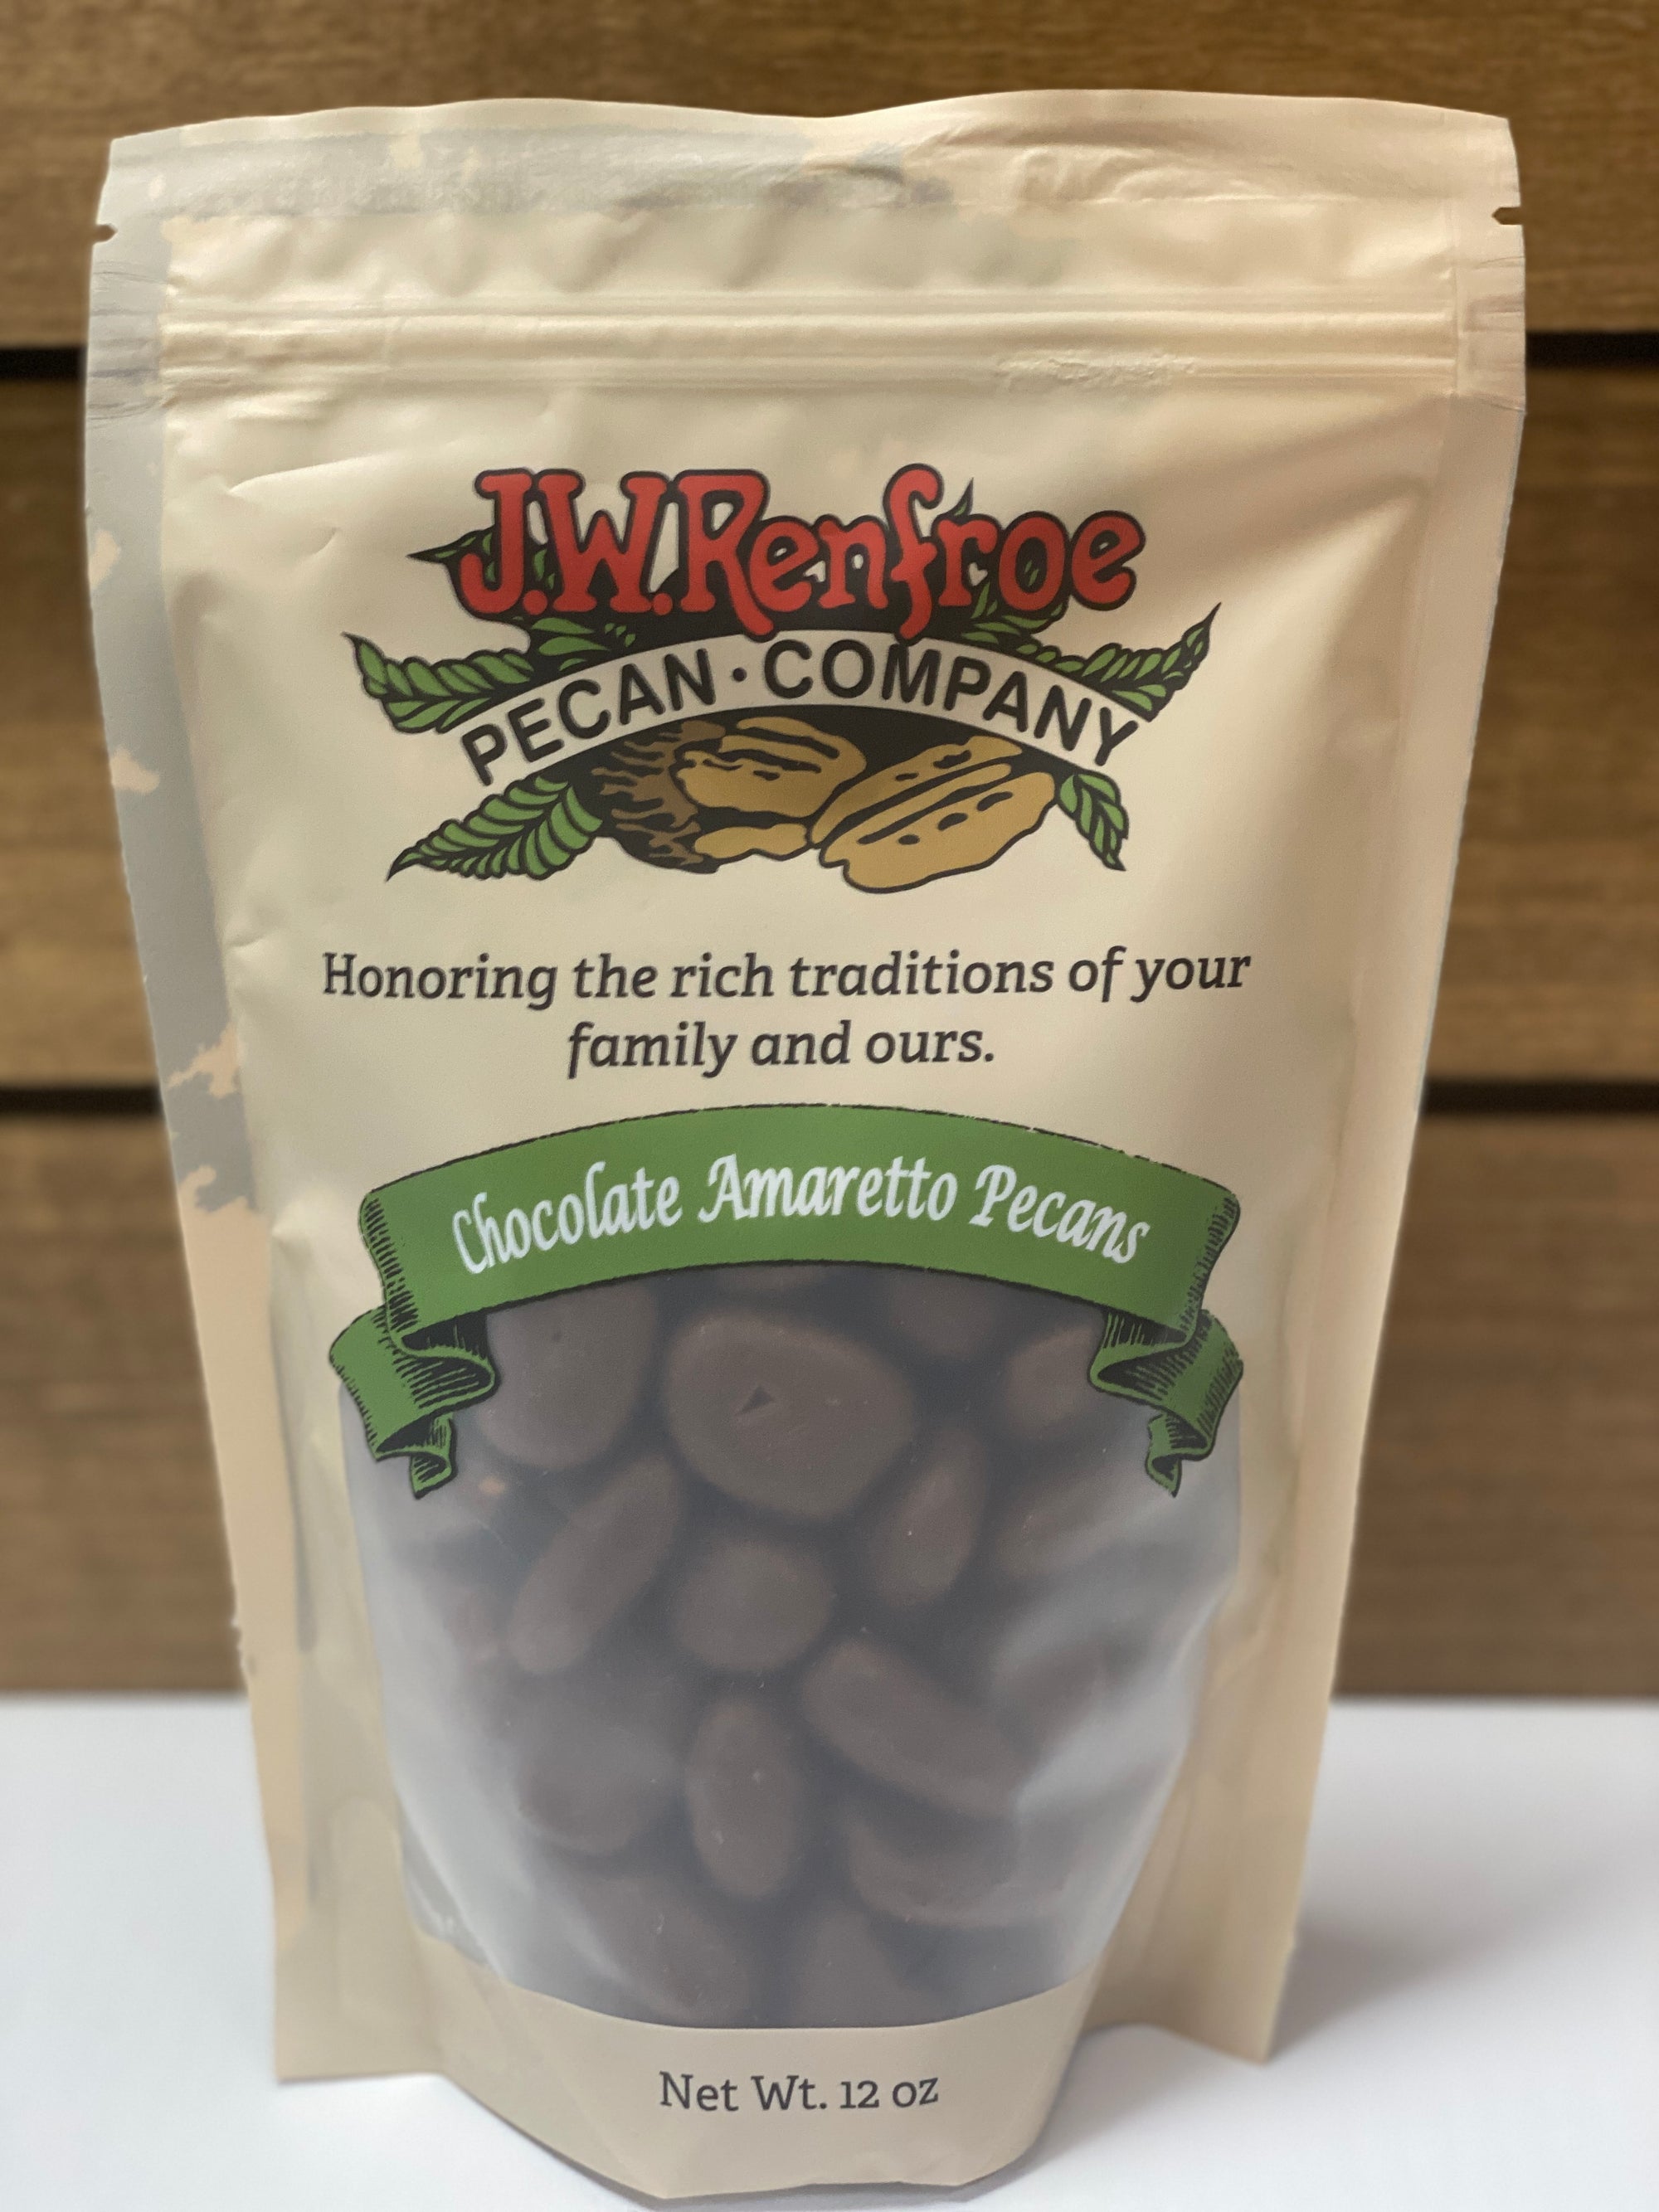 J.W.Renfroe
PECAN · COMPANY
Honoring the rich traditions of your
family and ours.
Chocolate Amaretto Pecans
Net Wt. 12 oz